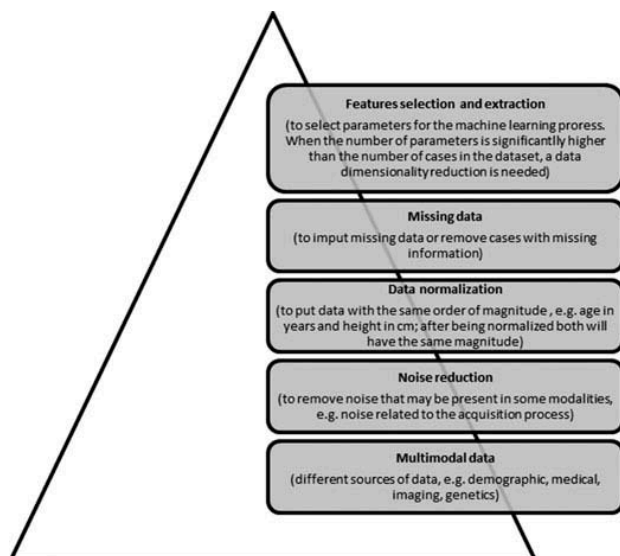 Features selection and extraction
(to select parameters for the machine learning proress.
When the number of parameters is significantlly higher
than the number of cases in the dataset, a data
dimensionality reduction is needed)
Missing data
(to imput missing data or remove cases with missing
information)
Data normalization
(to put data with the same order of magnitude , e.g. age in
years and height in cm; after being normalized both will
have the same magnitude)
Noise reduction
(to remove noise that may be present in some modalities,
e.g. noise related to the acquisition process)
Multimodal data
(different sources of data, e.g. demographic, medical,
imaging, genetics)